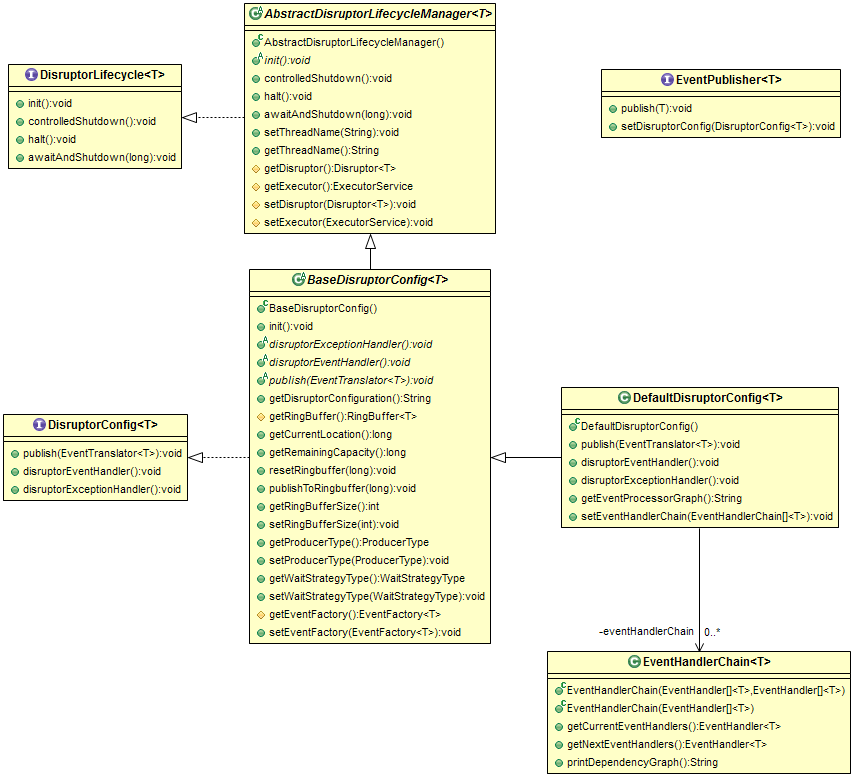 AbstractDisruptorLifecycleManager<T>
AbstractDisruptorLifecycleManager()
init():void
controlledShutdown():void
halt():void
awaitAndShutdown(long):void
setThreadName(String):void
getThreadName():String
getDisruptor():Disruptor<T>
getExecutor():ExecutorService
setDisruptor(Disruptor<T>):void
setExecutor(ExecutorService):void
DisruptorLifecycle<T>
init():void
controlledShutdown():void
halt():void
awaitAndShutdown(long):void
EventPublisher<T>
publish(T):void
setDisruptorConfig(DisruptorConfig<T>):void
BaseDisruptorConfig<T>
BaseDisruptorConfig()
init():void
disruptorExceptionHandler():void
disruptorEventHandler():void
publish(EventTranslator<T>):void
getDisruptorConfiguration():String
getRingBuffer():RingBuffer<T>
getCurrentLocation():long
getRemainingCapacity():long
resetRingbuffer(long):void
publishToRingbuffer(long):void
getRingBufferSize():int
setRingBufferSize(int):void
getProducerType():ProducerType
setProducerType(ProducerType):void
getWaitStrategyType():WaitStrategyType
setWaitStrategyType(WaitStrategyType):void
getEventFactory():EventFactory<T>
setEventFactory(EventFactory<T>):void
DisruptorConfig<T>
publish(EventTranslator<T>):void
disruptorEventHandler():void
disruptorExceptionHandler():void
DefaultDisruptorConfig<T>
DefaultDisruptorConfig()
publish(EventTranslator<T>):void
disruptorEventHandler():void
disruptorExceptionHandler():void
getEventProcessorGraph():String
setEventHandlerChain(EventHandlerChain[]<T>):void
-eventHandlerChain 0..*
EventHandlerChain<T>
EventHandlerChain(EventHandler[]<T>,EventHandler[]<T>)
EventHandlerChain(EventHandler[]<T>)
getCurrentEventHandlers():EventHandler<T>
getNextEventHandlers():EventHandler<T>
printDependencyGraph():String